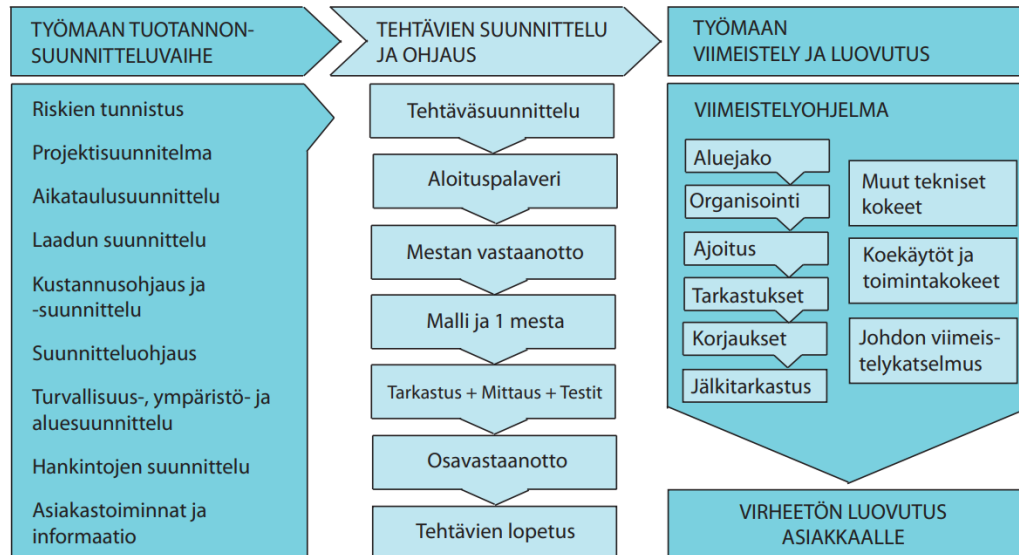 TYÖMAAN TUOTANNON-
SUUNNITTELUVAIHE
Riskien tunnistus
Projektisuunnitelma
Aikataulusuunnittelu
Laadun suunnittelu
Kustannusohjaus ja
-suunnittelu
Suunnitteluohjaus
Turvallisuus-, ympäristö- ja
aluesuunnittelu
Hankintojen suunnittelu
Asiakastoiminnat ja
informaatio
TEHTÄVIEN SUUNNITTELU
JA OHJAUS
Tehtäväsuunnittelu
Aloituspalaveri
Mestan vastaanotto
Malli ja 1 mesta
Tarkastus + Mittaus + Testit
Osavastaanotto
Tehtävien lopetus
TYÖMAAN
VIIMEISTELY JA LUOVUTUS
VIIMEISTELYOHJELMA
Aluejako
Organisointi
Ajoitus
Tarkastukset
Korjaukset
Jälkitarkastus
Muut tekniset
kokeet
Koekäytöt ja
toimintakokeet
Johdon viimeis-
telykatselmus
VIRHEETÖN LUOVUTUS
ASIAKKAALLE